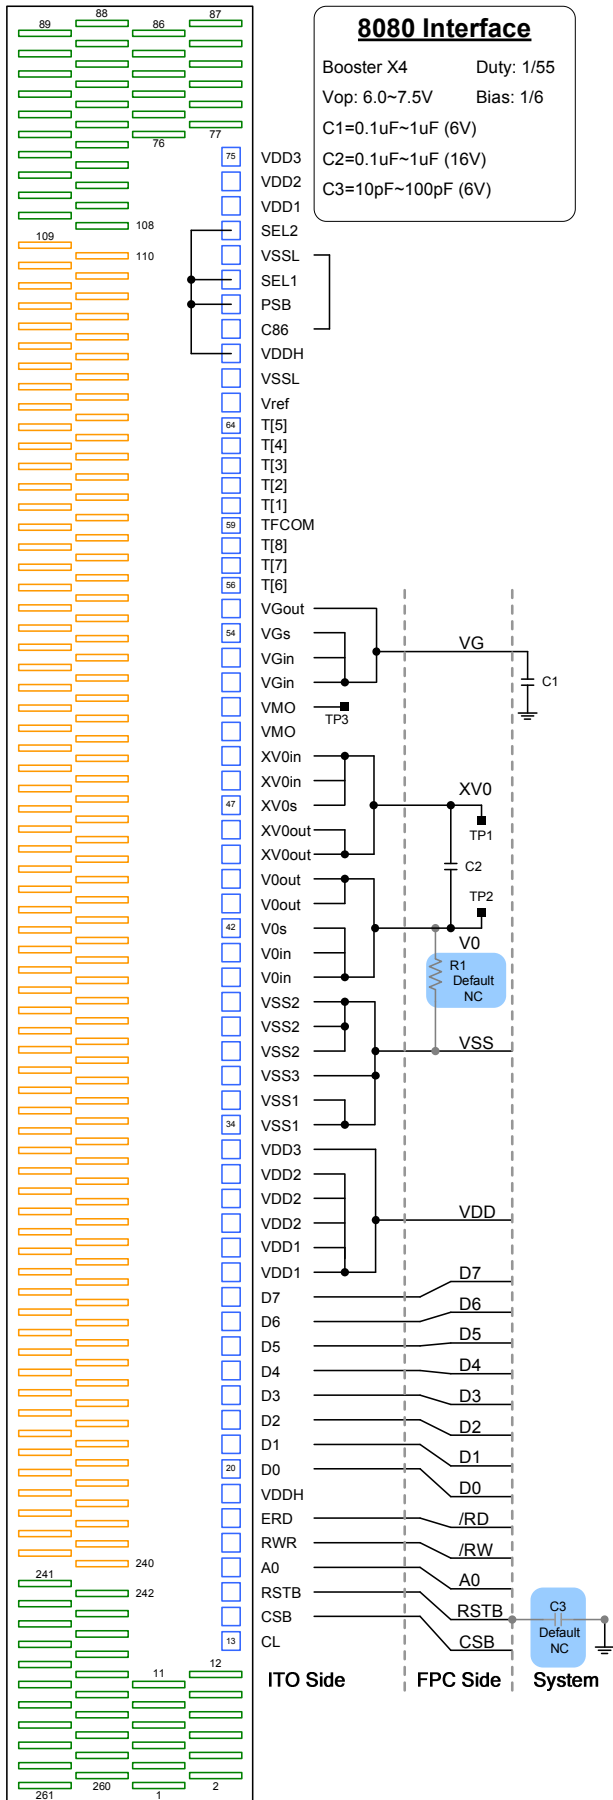 8080 Interface
Booster X4 Duty: 1/55
Vop: 6.0~7.5V Bias: 1/6
C1=0.1uF~1uF (6V)
C2=0.1uF~1uF (16V)
C3=10pF~100pF (6V)
88 87
89 86
77
76
75 VDD3
VDD2
VDD1
108 SEL2
109
110 VSSL
SEL1
PSB
C86
VDDH
VSSL
Vref
64 T[5]
T[4]
T[3]
T[2]
T[1]
59 TFCOM
T[8]
T[7]
56 T[6]
VGout
54 VGs VG
VGin
VGin C1
VMO TP3
VMO
XV0in
XV0in XV0
47 XV0s
XV0out TP1
XV0out
C2
V0out
V0out TP2
42 V0s
V0in V0
V0in R1
Default
NC
VSS2
VSS2
VSS2 VSS
VSS3
VSS1
34 VSS1
VDD3
VDD2
VDD2
VDD2 VDD
VDD1
VDD1 D7
D7 D6
D6 D5
D5 D4
D4 D3
D3 D2
D2 D1
D1 D0
20 D0
VDDH
ERD /RD
RWR /RW
240
A0 A0
241
242 RSTB RSTB C3
Default
NC
CSB CSB
13 CL
12
11 ITO Side FPC Side System
261 260 1 2